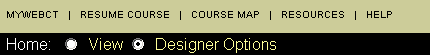 MYWEBCT | RESUME COURSE | COURSE MAP | RESOURCES | HELP
Home: View Designer Options